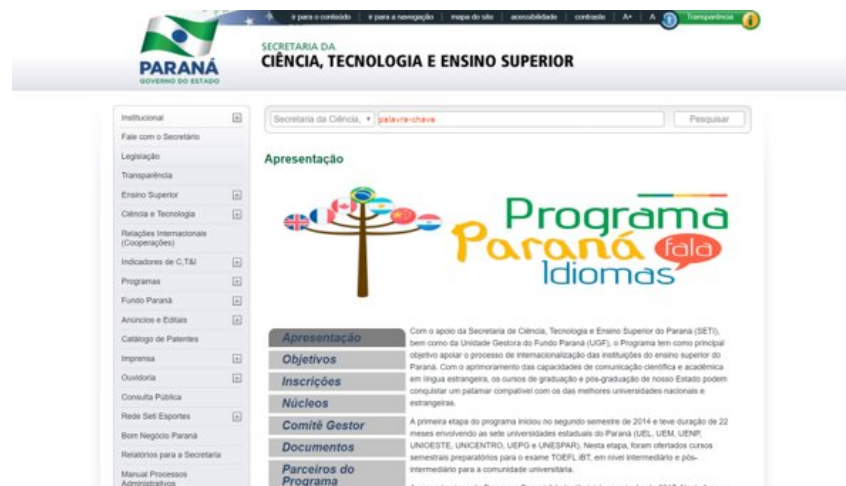 ir para o conteúdo | ir para a navegação | mapa do site | acessibilidade | contraste | A+ | A
Transparência
PARANÁ
GOVERNO DO ESTADO
SECRETARIA DA
CIÊNCIA, TECNOLOGIA E ENSINO SUPERIOR
Institucional
Fale com o Secretário
Legislação
Transparência
Ensino Superior
Ciência e Tecnologia
Relações Internacionais
(Cooperações)
Indicadores de C,T&I
Programas
Fundo Paraná
Anúncios e Editais
Catálogo de Patentes
Imprensa
Ouvidoria
Consulta Pública
Rede Seti Esportes
Bom Negócio Paraná
Relatórios para a Secretaria
Manual Processos
Administrativos
Secretaria da Ciência,
palavra-chave
Pesquisar
Apresentação
Programa
Paraná fala
Idiomas
Apresentação
Objetivos
Inscrições
Núcleos
Comitê Gestor
Documentos
Parceiros do
Programa
Com o apoio da Secretaria de Ciência, Tecnologia e Ensino Superior do Paraná (SETI),
bem como da Unidade Gestora do Fundo Paraná (UGF), o Programa tem como principal
objetivo apoiar o processo de internacionalização das instituições do ensino superior do
Paraná. Com o aprimoramento das capacidades de comunicação científica e acadêmica
em língua estrangeira, os cursos de graduação e pós-graduação de nosso Estado podem
conquistar um patamar compatível com os das melhores universidades nacionais e
estrangeiras.
A primeira etapa do programa iniciou no segundo semestre de 2014 e teve duração de 22
meses envolvendo as sete universidades estaduais do Paraná (UEL, UEM, UENP,
UNIOESTE, UNICENTRO, UEPG e UNESPAR). Nesta etapa, foram ofertados cursos
semestrais preparatórios para o exame TOEFL iBT, em nível intermediário e pós-
intermediário para a comunidade universitária.